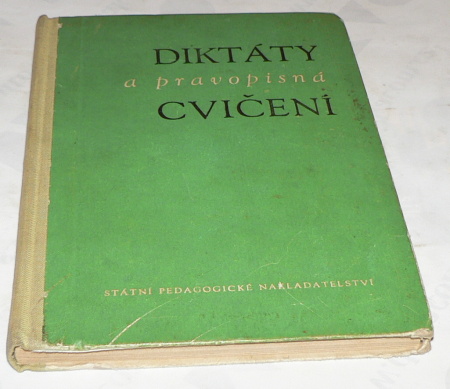 DIKTÁTY
a pravopisná
CVIČENÍ
STÁTNÍ PEDAGOGICKÉ NAKLADATELSTVÍ